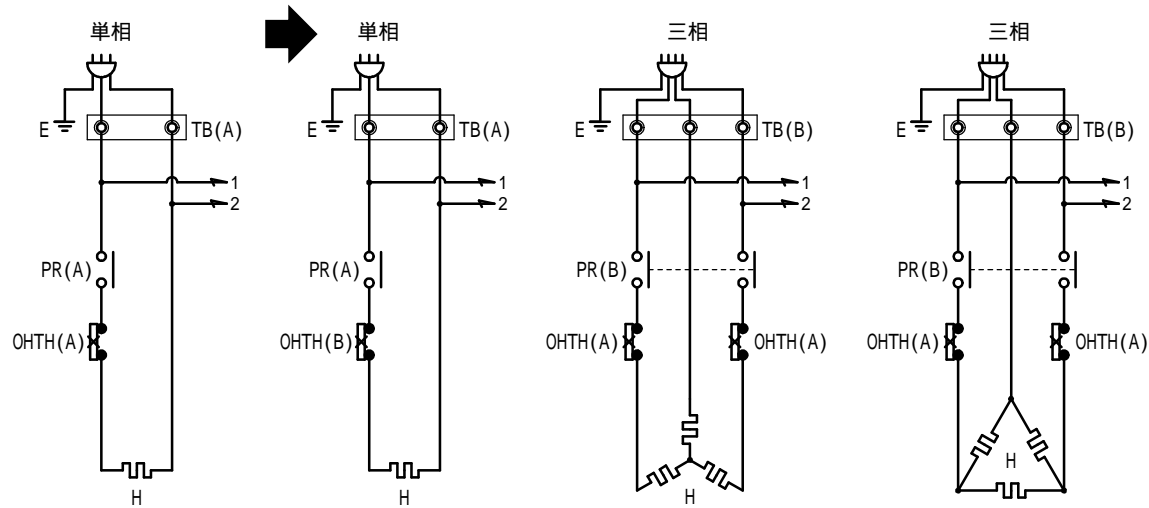 単相
単相
三相
三相
E
TB(A)
E
TB(A)
E
TB(B)
E
TB(B)
1
1
1
1
2
2
2
2
PR(A)
PR(A)
PR(B)
PR(B)
OHTH(A)
OHTH(B)
OHTH(A)
OHTH(A)
OHTH(A)
OHTH(A)
H
H
H
H